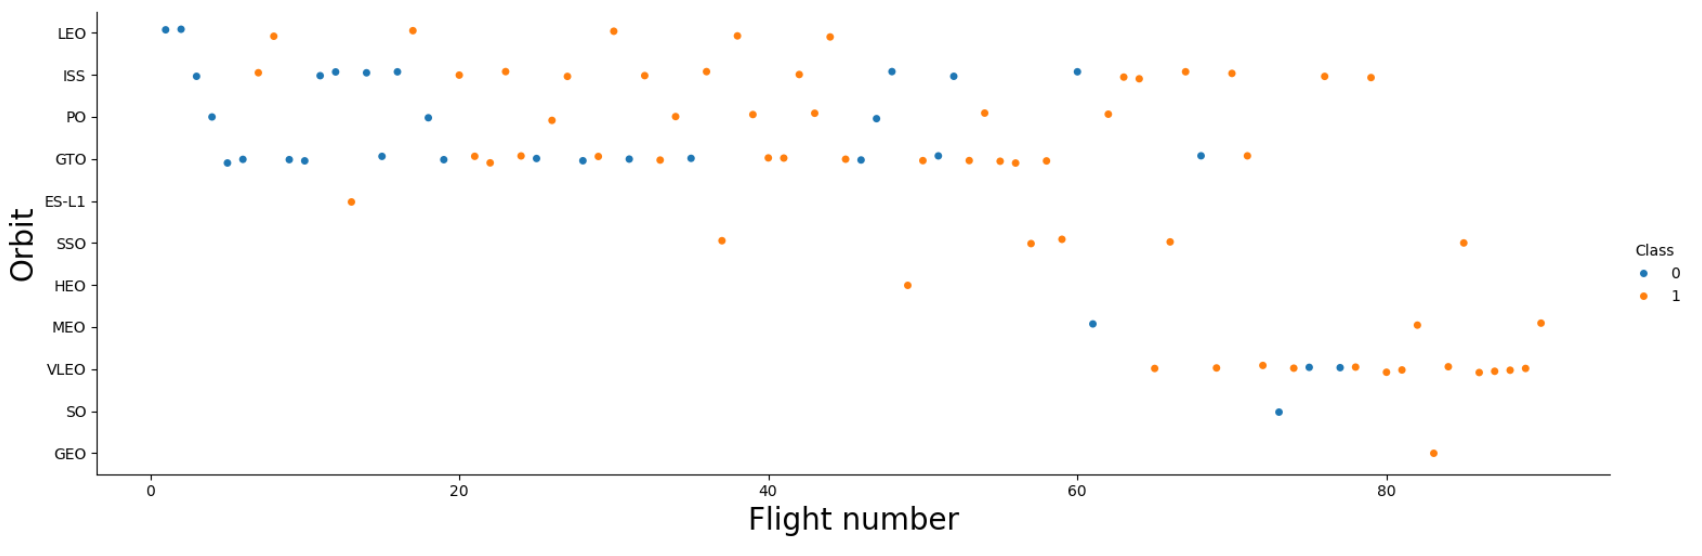 LEO
ISS
PO
GTO
ES-L1
SSO
HEO
MEO
VLEO
SO
GEO
Orbit
0 20 40 60 80
Flight number
Class
0
1